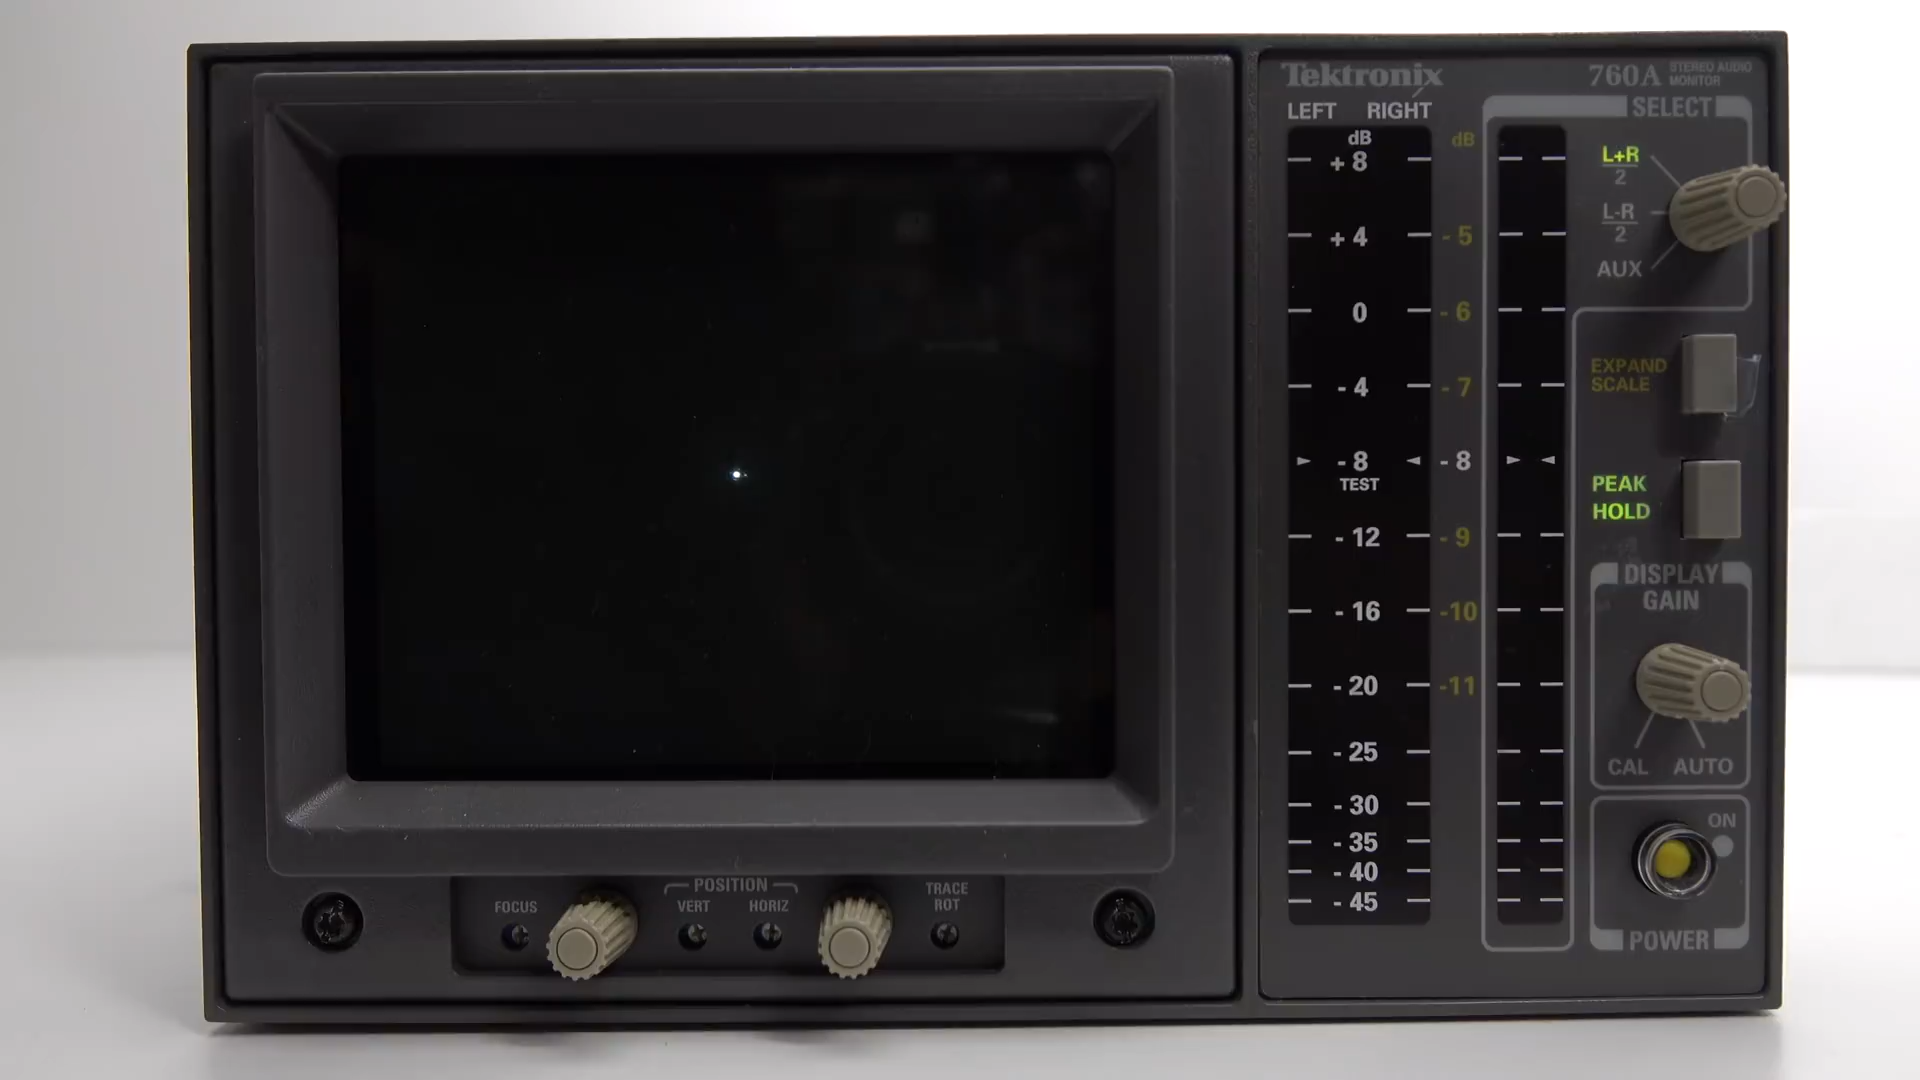 Tektronix
760A STEREO AUDIO
MONITOR
LEFT RIGHT
dB dB
+ 8
+ 4 - 5
0 - 6
- 4 - 7
- 8 - 8
TEST
- 12 - 9
- 16 -10
- 20 -11
- 25
- 30
- 35
- 40
- 45
SELECT
L+R
2
L-R
2
AUX
EXPAND
SCALE
PEAK
HOLD
DISPLAY
GAIN
CAL AUTO
ON
POWER
FOCUS
POSITION
VERT HORIZ
TRACE
ROT